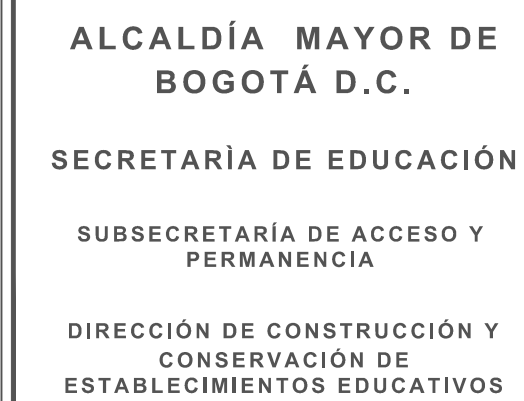 ALCALDÍA MAYOR DE
BOGOTÁ D.C.
SECRETARÌA DE EDUCACIÓN
SUBSECRETARÍA DE ACCESO Y
PERMANENCIA
DIRECCIÓN DE CONSTRUCCIÓN Y
CONSERVACIÓN DE
ESTABLECIMIENTOS EDUCATIVOS